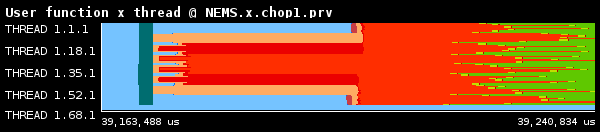 User function x thread @ NEMS.x.chop1.prv
THREAD 1.1.1
THREAD 1.18.1
THREAD 1.35.1
THREAD 1.52.1
THREAD 1.68.1
39,163,488 us 39,240,834 us